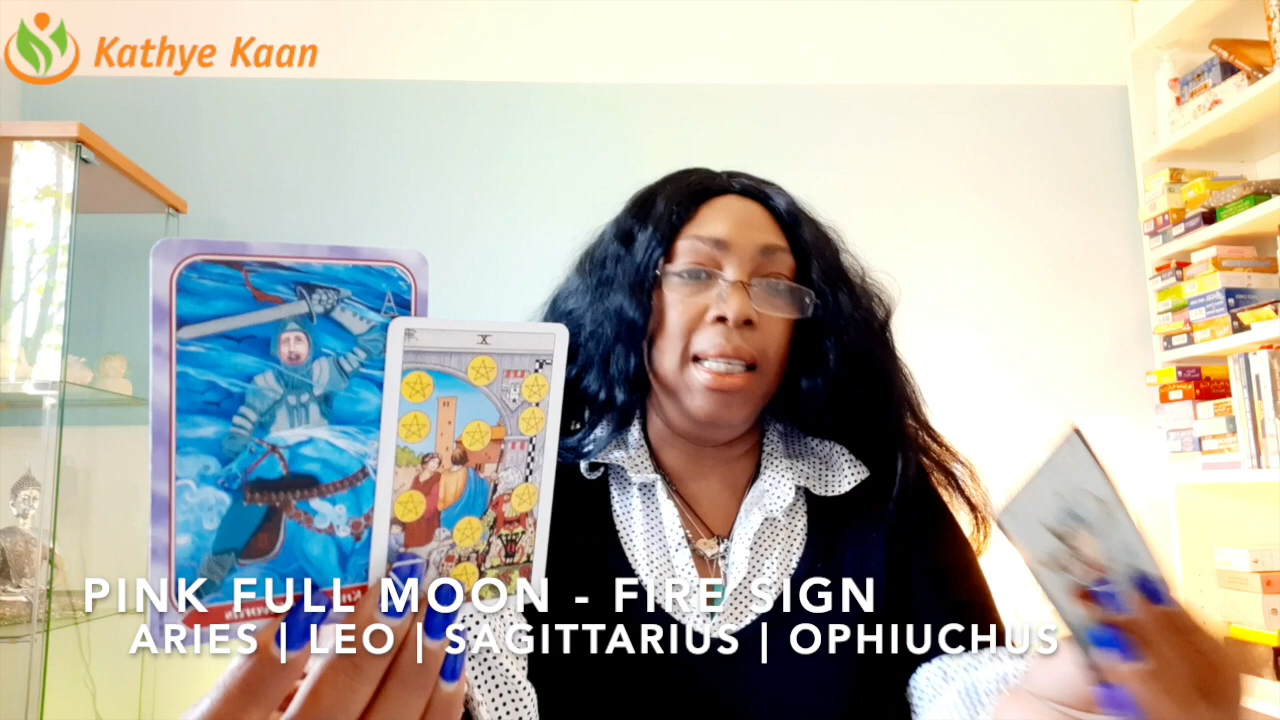 Kathye Kaan
X
PINK FULL MOON - FIRE SIGN
ARIES | LEO | SAGITTARIUS | OPHIUCHUS